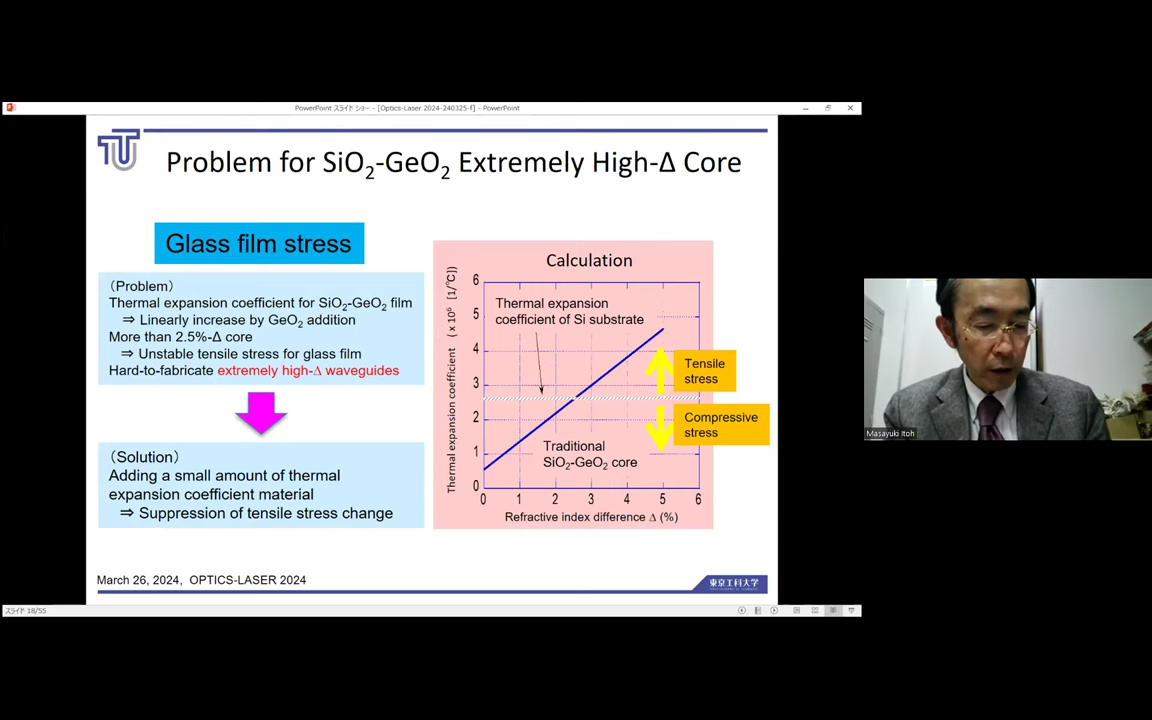 PowerPoint スライド ショー - [Optics-Laser 2024-240325-f] - PowerPoint
Problem for SiO₂-GeO₂ Extremely High-Δ Core
Glass film stress
（Problem）
Thermal expansion coefficient for SiO₂-GeO₂ film
⇒ Linearly increase by GeO₂ addition
More than 2.5%-Δ core
⇒ Unstable tensile stress for glass film
Hard-to-fabricate extremely high-Δ waveguides
（Solution）
Adding a small amount of thermal
expansion coefficient material
⇒ Suppression of tensile stress change
Calculation
Thermal expansion coefficient （x 10⁶ [1/℃]）
6
5
4
3
2
1
0
Thermal expansion
coefficient of Si substrate
Tensile
stress
Compressive
stress
Traditional
SiO₂-GeO₂ core
0 1 2 3 4 5 6
Refractive index difference Δ (%)
March 26, 2024, OPTICS-LASER 2024
東京工科大学
スライド 18/55
Masayuki Itoh